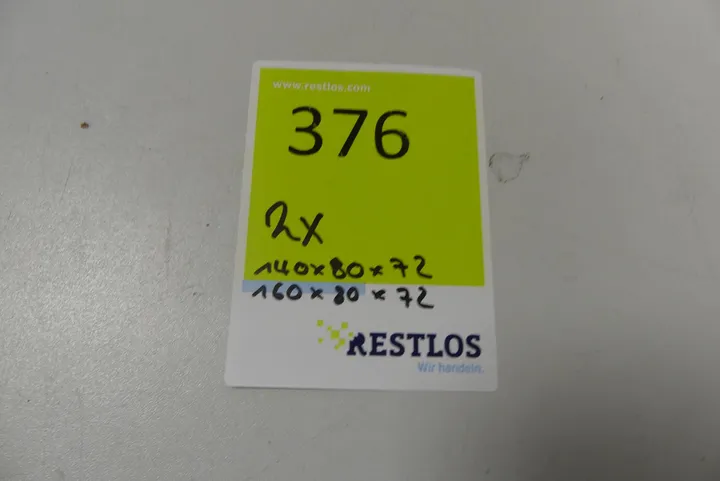 www.restlos.com
376
2x
140x80x72
160x80x72
RESTLOS
Wir handeln.